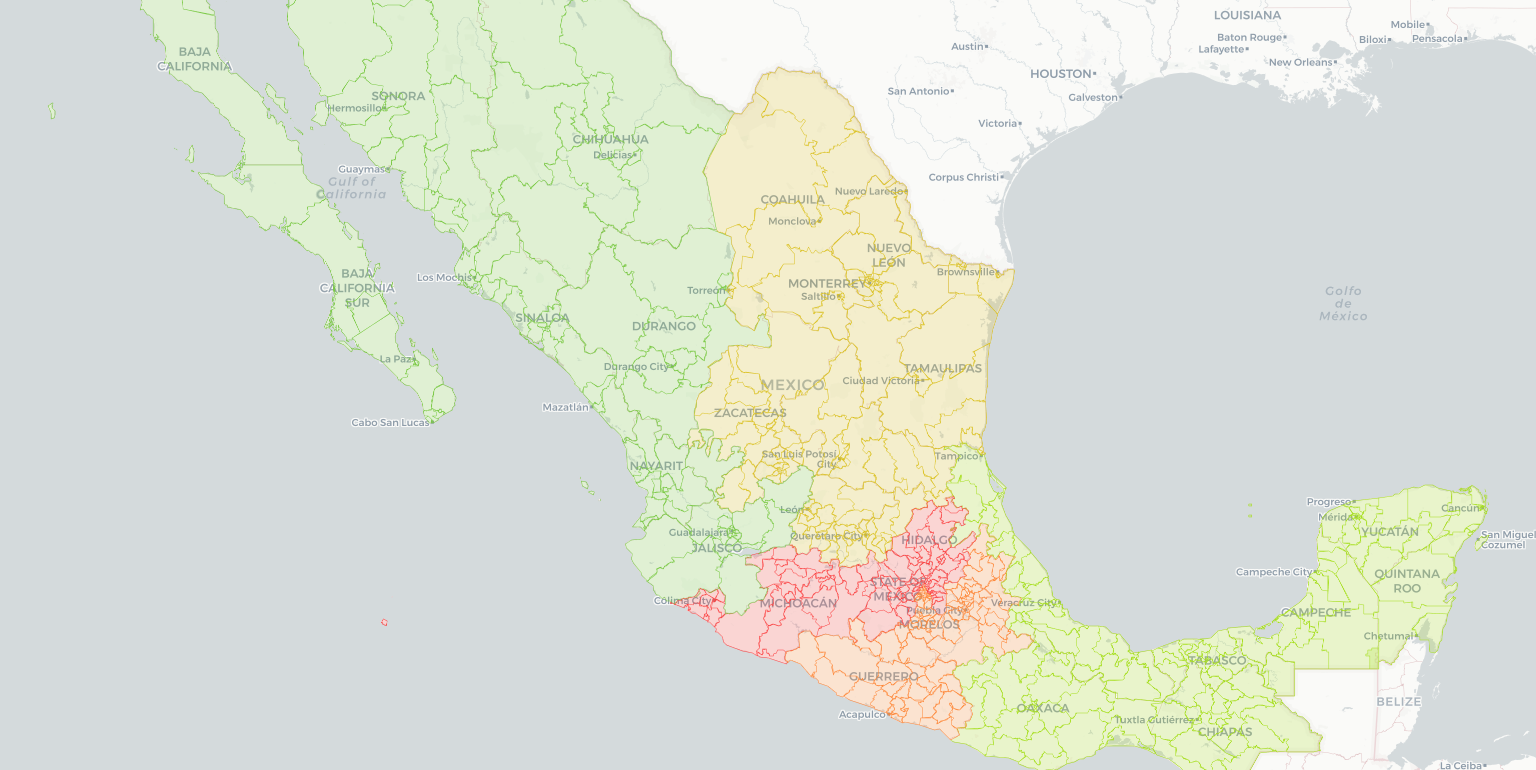 LOUISIANA
Mobile
Baton Rouge
Biloxi
Pensacola
Austin
Lafayette
BAJA
CALIFORNIA
New Orleans
HOUSTON
San Antonio
Galveston
SONORA
Hermosillo
Victoria
CHIHUAHUA
Delicias
Guaymas
Corpus Christi
Gulf of
California
Nuevo Laredo
COAHUILA
Monclova
NUEVO
LEÓN
BAJA
CALIFORNIA
SUR
Los Mochis
Brownsville
MONTERREY
Torreón
Saltillo
Golfo
de
México
SINALOA
DURANGO
La Paz
Durango City
TAMAULIPAS
MEXICO
Ciudad Victoria
Mazatlán
ZACATECAS
Cabo San Lucas
San Luis Potosí
City
Tampico
NAYARIT
León
Progreso
Mérida
Cancún
Guadalajara
JALISCO
Querétaro City
HIDALGO
YUCATÁN
San Miguel
Cozumel
Campeche City
QUINTANA
ROO
STATE OF
MEXICO
Colima City
MICHOACÁN
Puebla City
Veracruz City
MORELOS
CAMPECHE
Chetumal
TABASCO
GUERRERO
BELIZE
OAXACA
Acapulco
Tuxtla Gutiérrez
CHIAPAS
La Ceiba